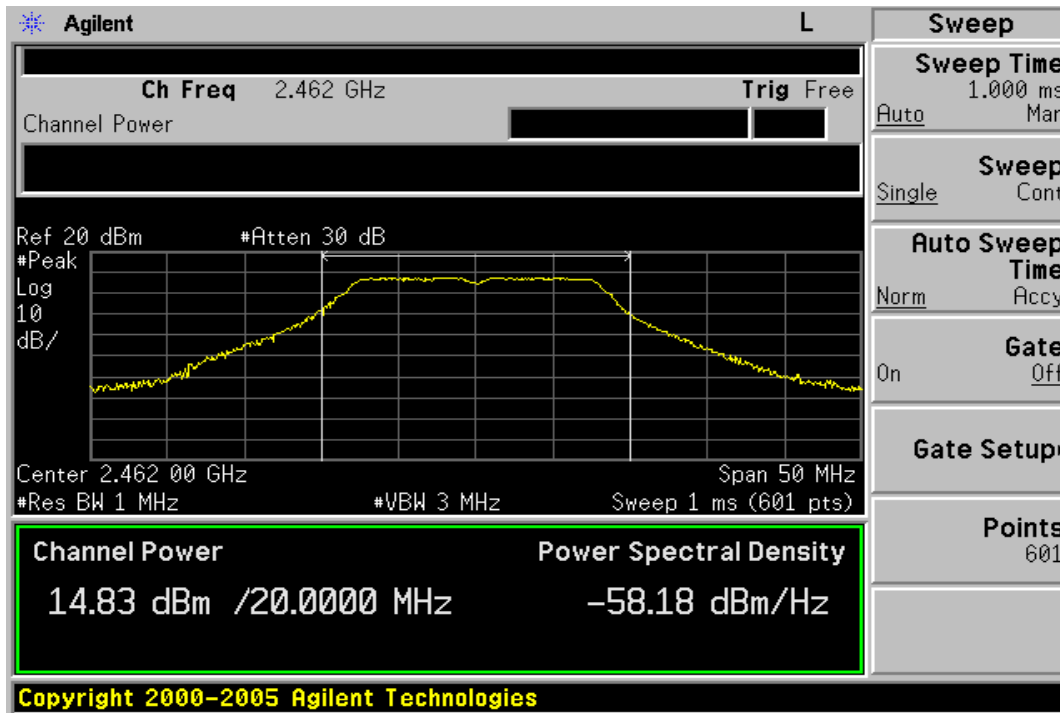 Agilent L
Ch Freq 2.462 GHz Trig Free
Channel Power
Ref 20 dBm #Atten 30 dB
#Peak
Log
10
dB/
Center 2.462 00 GHz Span 50 MHz
#Res BW 1 MHz #VBW 3 MHz Sweep 1 ms (601 pts)
Channel Power Power Spectral Density
14.83 dBm /20.0000 MHz -58.18 dBm/Hz
Copyright 2000-2005 Agilent Technologies
Sweep
Sweep Time
1.000 ms
Auto Man
Sweep
Single Cont
Auto Sweep
Time
Norm Accy
Gate
On Off
Gate Setup
Points
601